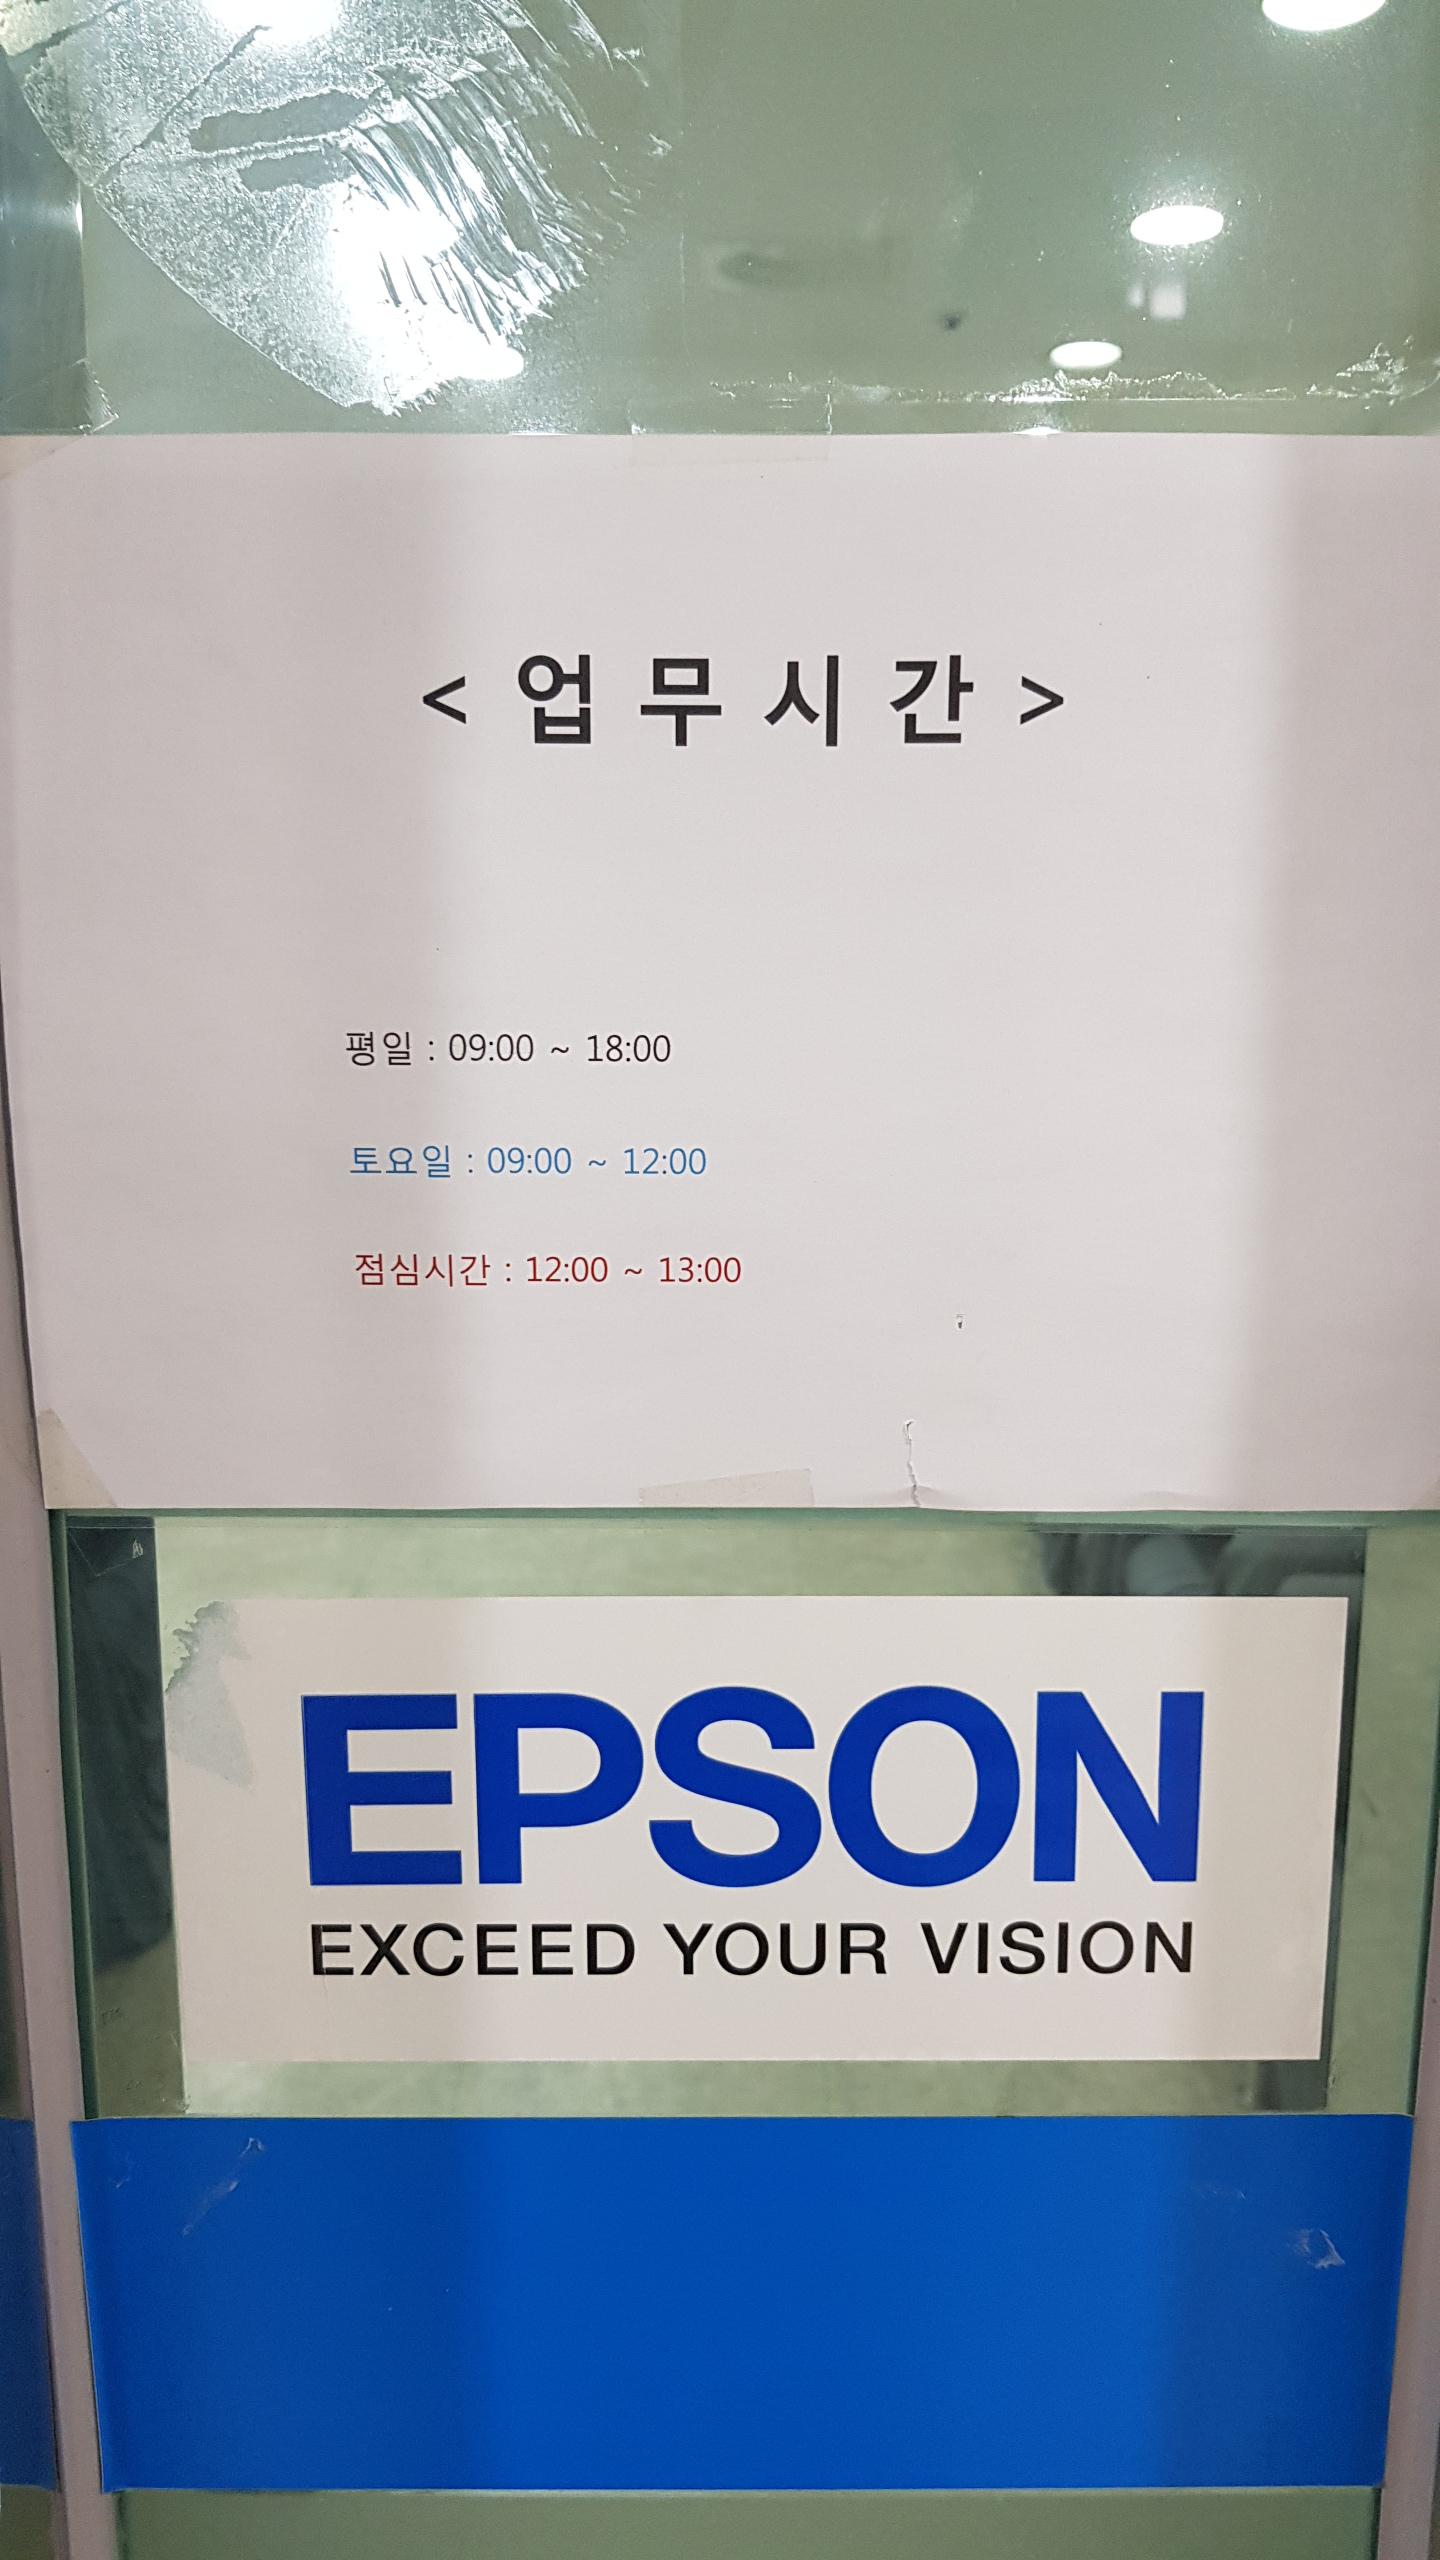 < 업 무 시 간 >
평일 : 09:00 ~ 18:00
토요일 : 09:00 ~ 12:00
점심시간 : 12:00 ~ 13:00
EPSON
EXCEED YOUR VISION